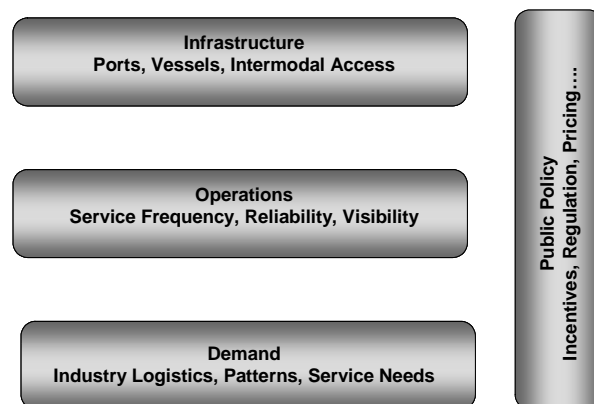 Infrastructure
Ports, Vessels, Intermodal Access
Operations
Service Frequency, Reliability, Visibility
Demand
Industry Logistics, Patterns, Service Needs
Public Policy
Incentives, Regulation, Pricing....